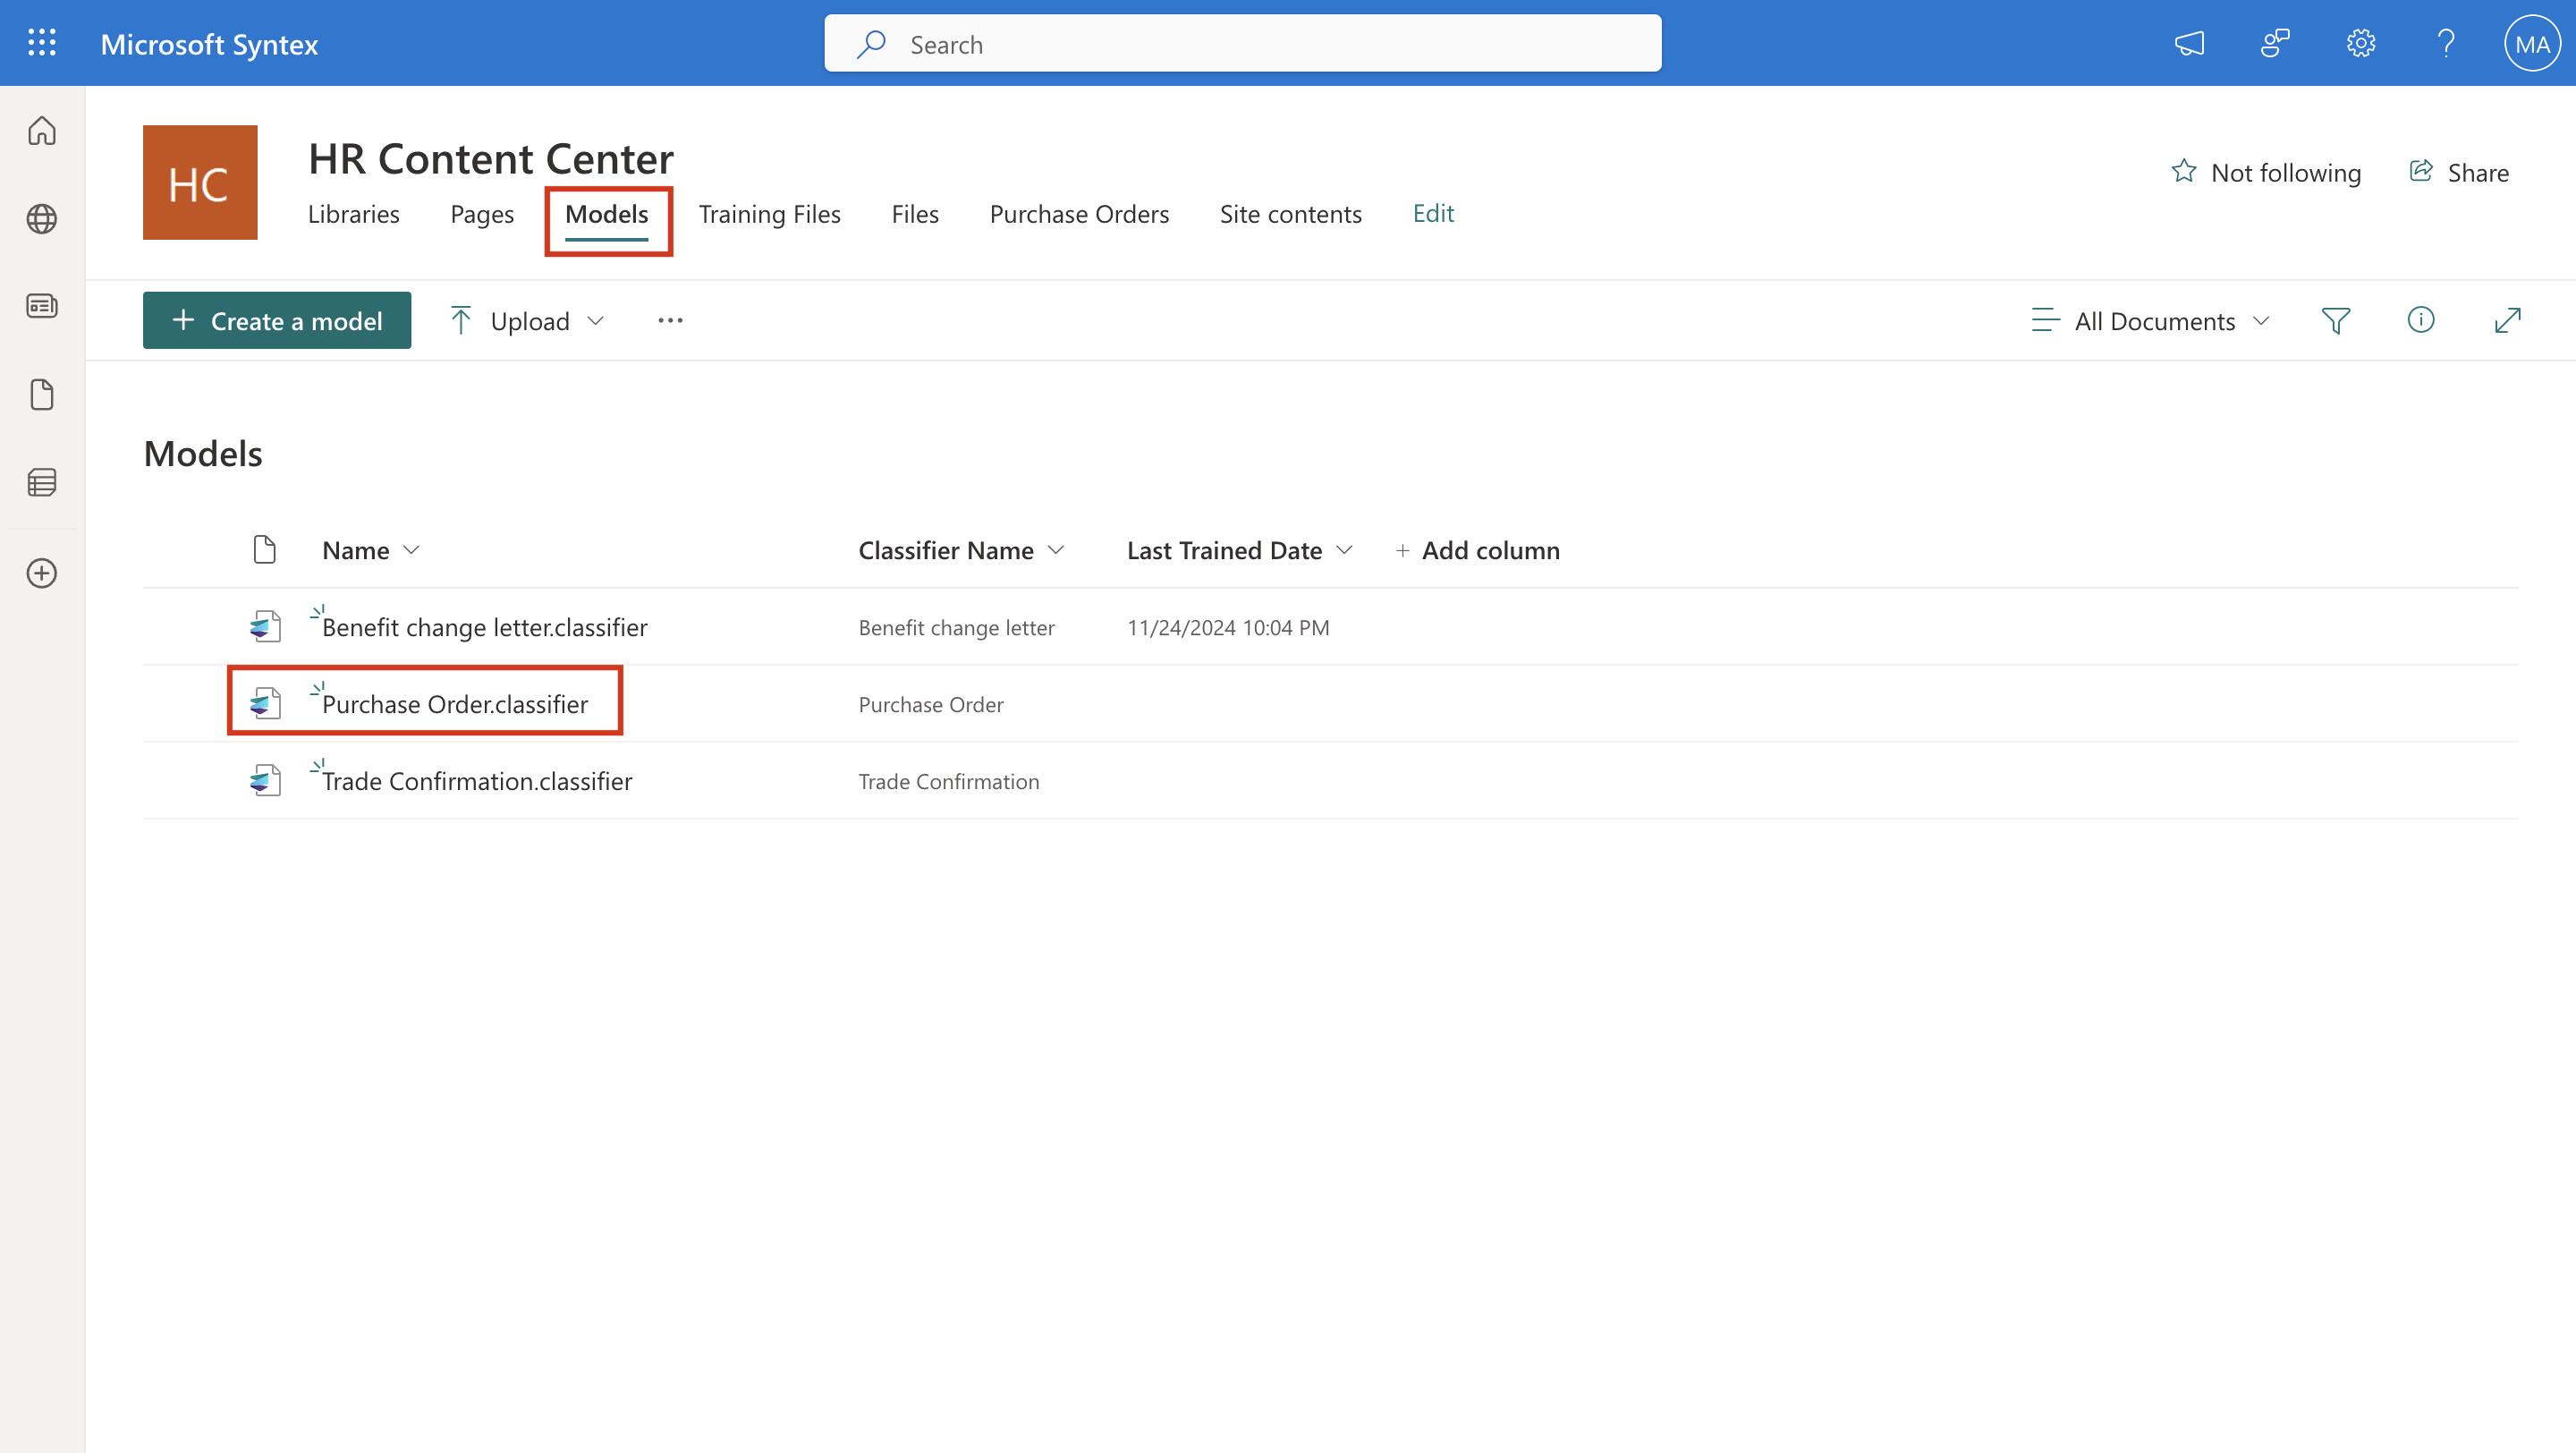 Microsoft Syntex
Search
MA
HC
HR Content Center
Not following
Share
Libraries
Pages
Models
Training Files
Files
Purchase Orders
Site contents
Edit
Create a model
Upload
All Documents
Models
Name
Classifier Name
Last Trained Date
Add column
Benefit change letter.classifier
Benefit change letter
11/24/2024 10:04 PM
Purchase Order.classifier
Purchase Order
Trade Confirmation.classifier
Trade Confirmation